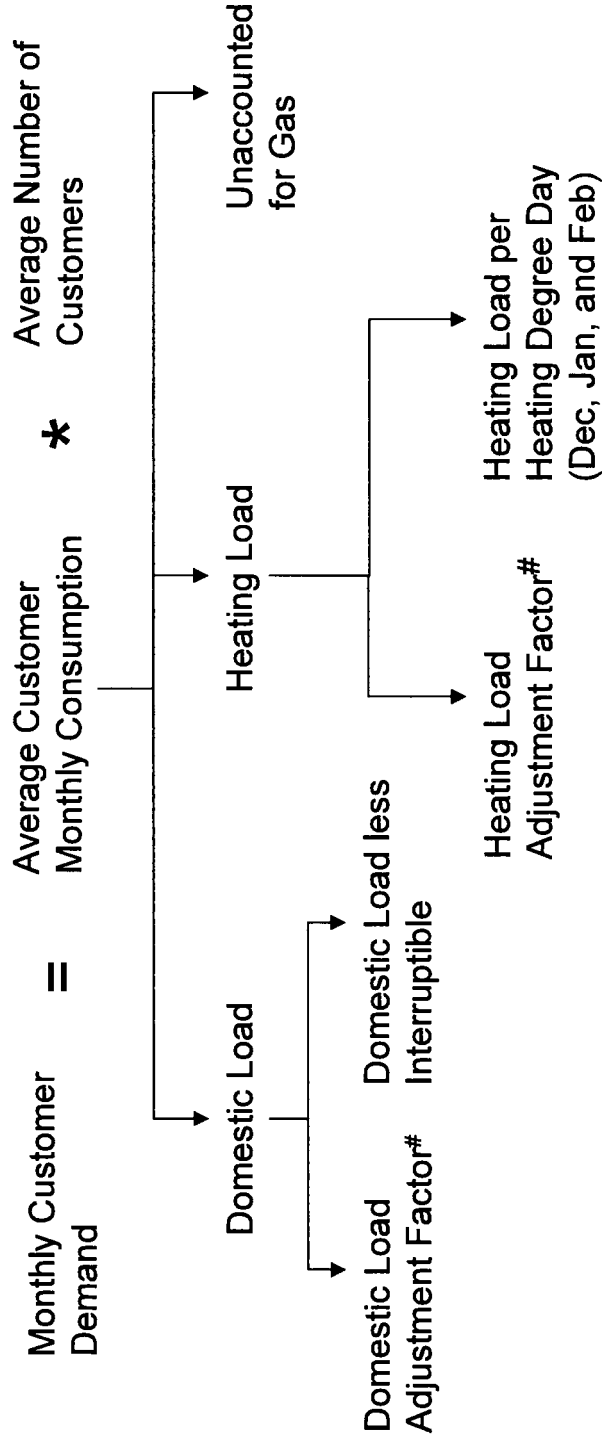 Monthly Customer
Demand
=
Average Customer
Monthly Consumption
*
Average Number of
Customers
Domestic Load
Heating Load
Unaccounted
for Gas
Domestic Load
Adjustment Factor#
Domestic Load less
Interruptible
Heating Load
Adjustment Factor#
Heating Load per
Heating Degree Day
(Dec, Jan, and Feb)